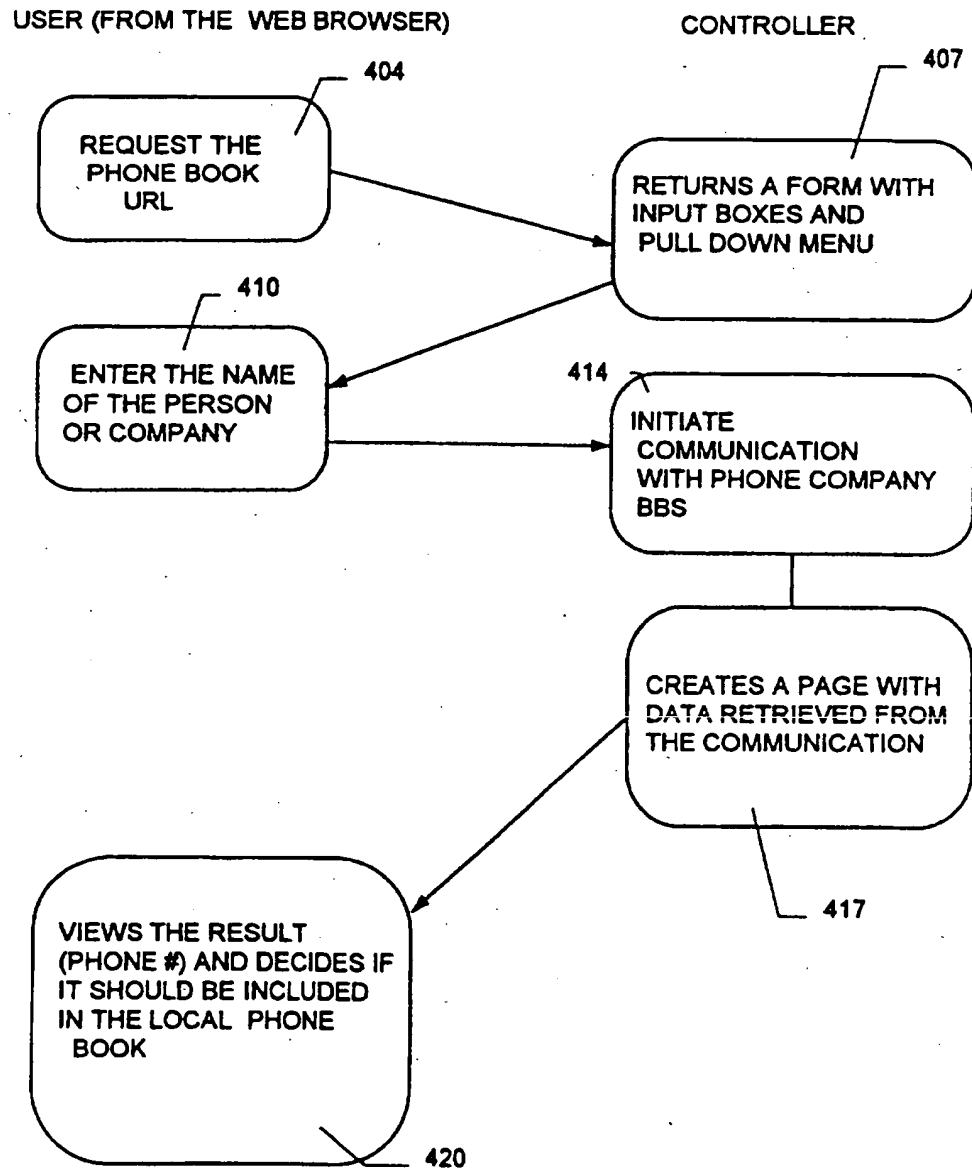 USER (FROM THE WEB BROWSER)
CONTROLLER
404
407
REQUEST THE
PHONE BOOK
URL
RETURNS A FORM WITH
INPUT BOXES AND
PULL DOWN MENU
410
ENTER THE NAME
OF THE PERSON
OR COMPANY
414
INITIATE
COMMUNICATION
WITH PHONE COMPANY
BBS
CREATES A PAGE WITH
DATA RETRIEVED FROM
THE COMMUNICATION
417
VIEWS THE RESULT
(PHONE #) AND DECIDES IF
IT SHOULD BE INCLUDED
IN THE LOCAL PHONE
BOOK
420